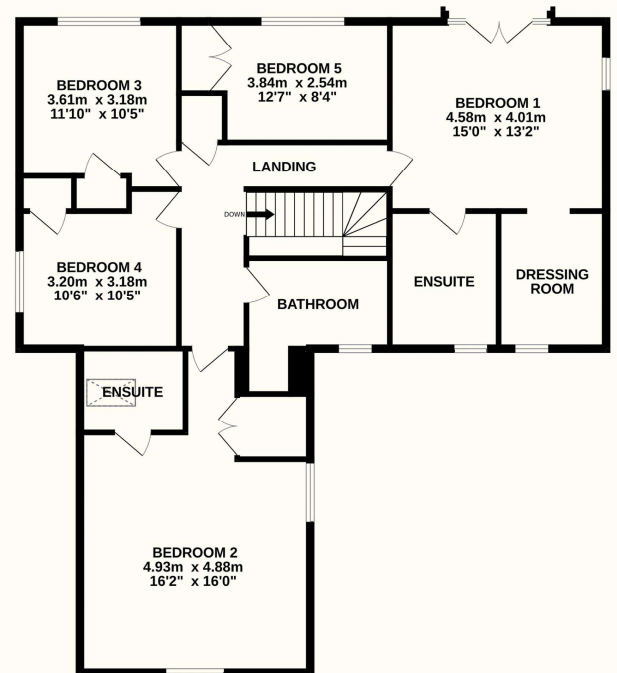 BEDROOM 3
3.61m x 3.18m
11'10" x 10'5"
BEDROOM 5
3.84m x 2.54m
12'7" x 8'4"
BEDROOM 1
4.58m x 4.01m
15'0" x 13'2"
LANDING
DOWN
BEDROOM 4
3.20m x 3.18m
10'6" x 10'5"
BATHROOM
ENSUITE
DRESSING
ROOM
ENSUITE
BEDROOM 2
4.93m x 4.88m
16'2" x 16'0"